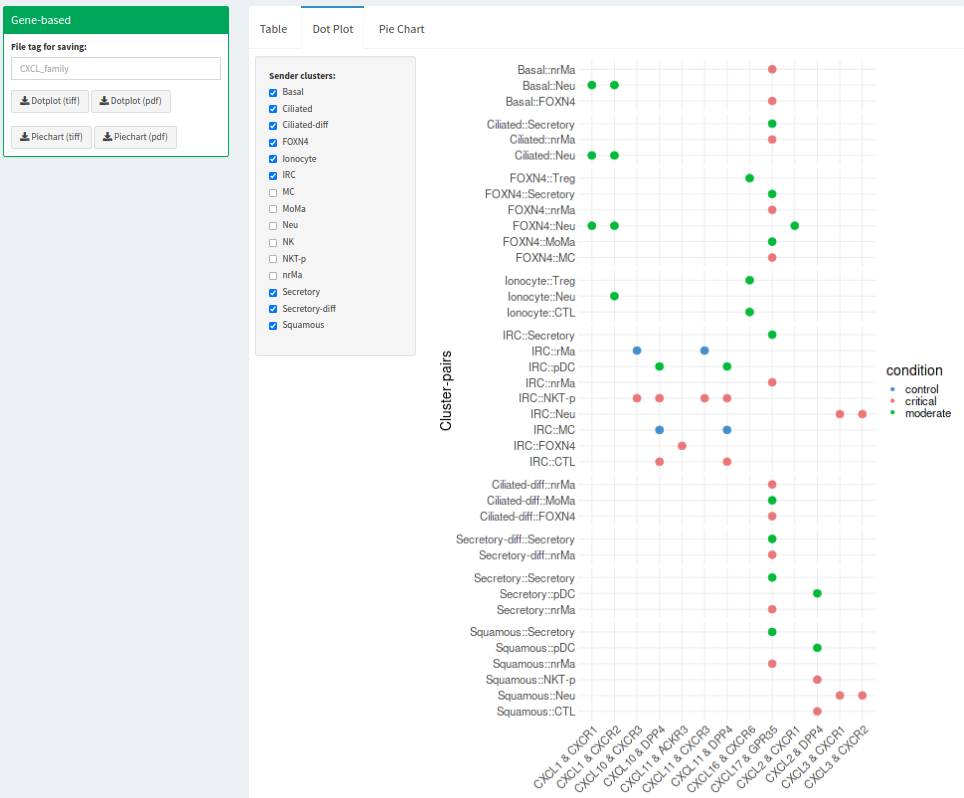 Gene-based
File tag for saving:
CXCL_family
Dotplot (tiff)
Dotplot (pdf)
Piechart (tiff)
Piechart (pdf)
Table
Dot Plot
Pie Chart
Sender clusters:
Basal
Ciliated
Ciliated-diff
FOXN4
Ionocyte
IRC
MC
MoMa
Neu
NK
NKT-p
nrMa
Secretory
Secretory-diff
Squamous
Cluster-pairs
Basal::nrMa
Basal::Neu
Basal::FOXN4
Ciliated::Secretory
Ciliated::nrMa
Ciliated::Neu
FOXN4::Treg
FOXN4::Secretory
FOXN4::nrMa
FOXN4::Neu
FOXN4::MoMa
FOXN4::MC
Ionocyte::Treg
Ionocyte::Neu
Ionocyte::CTL
IRC::Secretory
IRC::rMa
IRC::pDC
IRC::nrMa
IRC::NKT-p
IRC::Neu
IRC::MC
IRC::FOXN4
IRC::CTL
Ciliated-diff::nrMa
Ciliated-diff::MoMa
Ciliated-diff::FOXN4
Secretory-diff::Secretory
Secretory-diff::nrMa
Secretory::Secretory
Secretory::pDC
Secretory::nrMa
Squamous::Secretory
Squamous::pDC
Squamous::nrMa
Squamous::NKT-p
Squamous::Neu
Squamous::CTL
CXCL1 & CXCR1
CXCL1 & CXCR2
CXCL10 & CXCR3
CXCL10 & DPP4
CXCL11 & ACKR3
CXCL11 & CXCR3
CXCL11 & DPP4
CXCL16 & CXCR6
CXCL17 & GPR35
CXCL2 & CXCR1
CXCL2 & DPP4
CXCL3 & CXCR1
CXCL3 & CXCR2
condition
control
critical
moderate